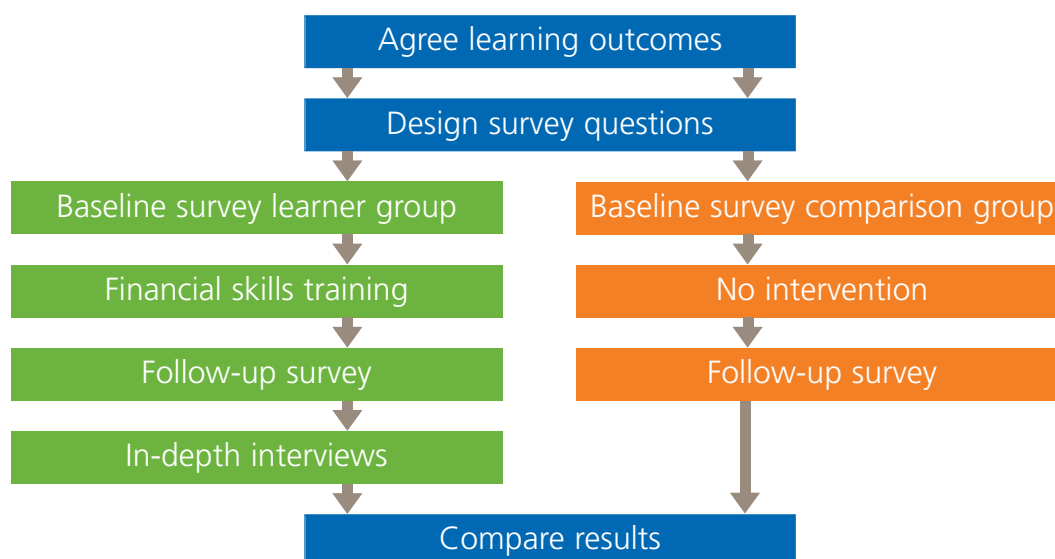 Agree learning outcomes
Design survey questions
Baseline survey learner group
Baseline survey comparison group
Financial skills training
No intervention
Follow-up survey
Follow-up survey
In-depth interviews
Compare results